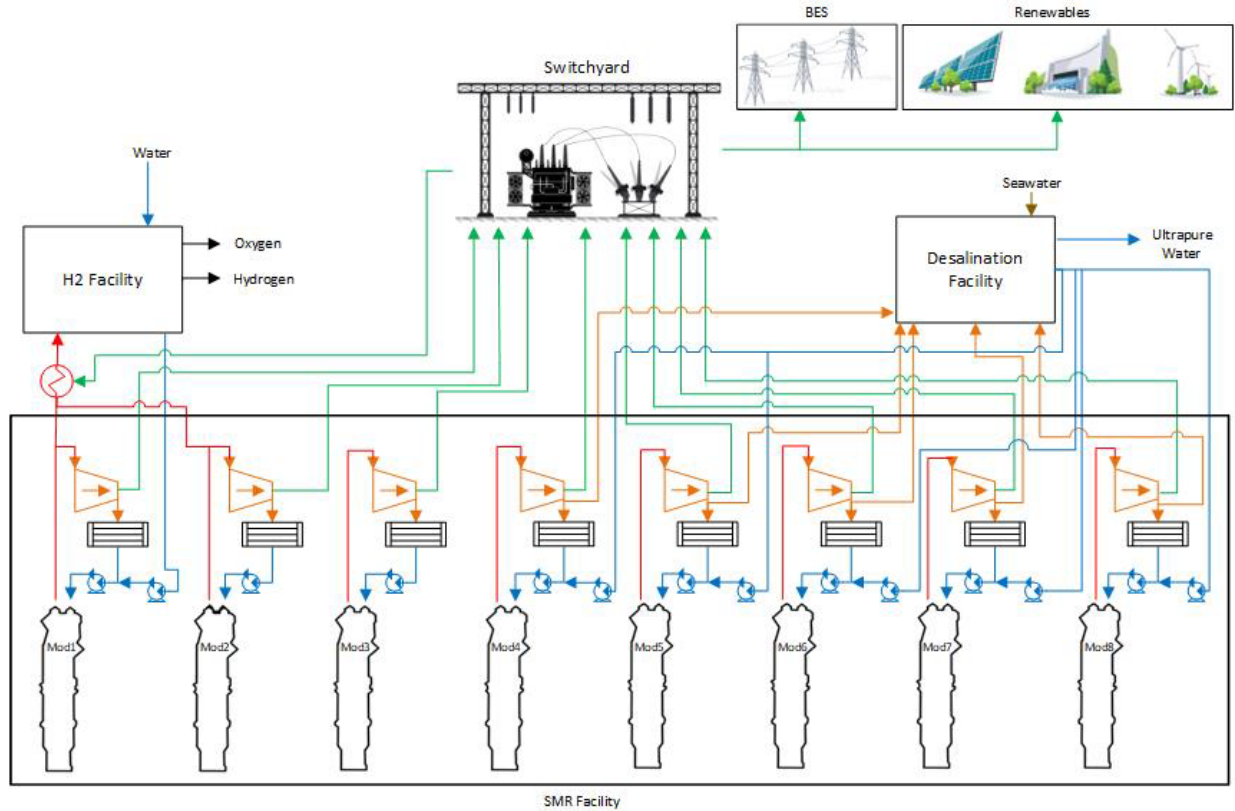 BES
Renewables
Switchyard
Water
Seawater
H2 Facility
Oxygen
Hydrogen
Desalination
Facility
Ultrapure
Water
Mod1
Mod2
Mod3
Mod4
Mod5
Mod6
Mod7
Mod8
SMR Facility